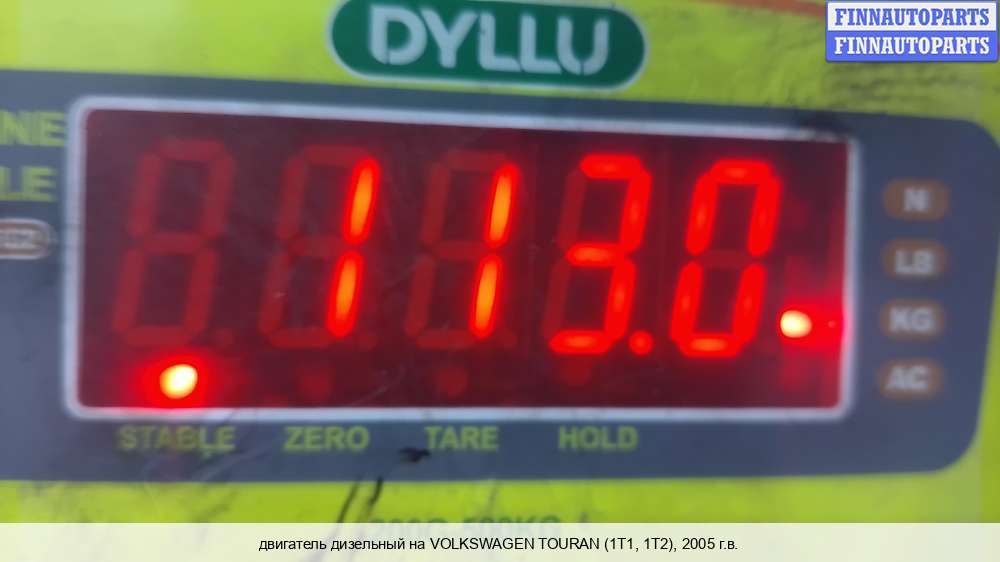 FINNAUTOPARTS
FINNAUTOPARTS
DYLLU
NE
LE
113.0
N
LB
KG
AC
STABLE ZERO TARE HOLD
двигатель дизельный на VOLKSWAGEN TOURAN (1T1, 1T2), 2005 г.в.